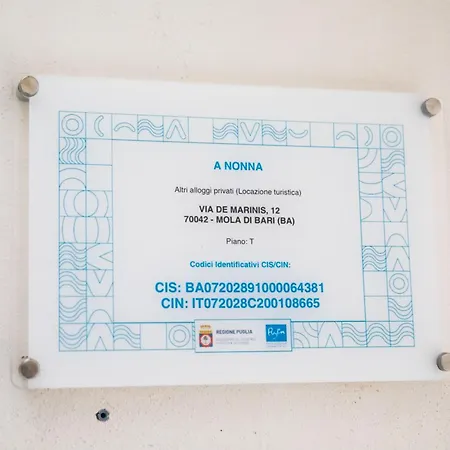 A NONNA
Altri alloggi privati (Locazione turistica)
VIA DE MARINIS, 12
70042 - MOLA DI BARI (BA)
Piano: T
Codici Identificativi CIS/CIN:
CIS: BA07202891000064381
CIN: IT072028C200108665
REGIONE PUGLIA